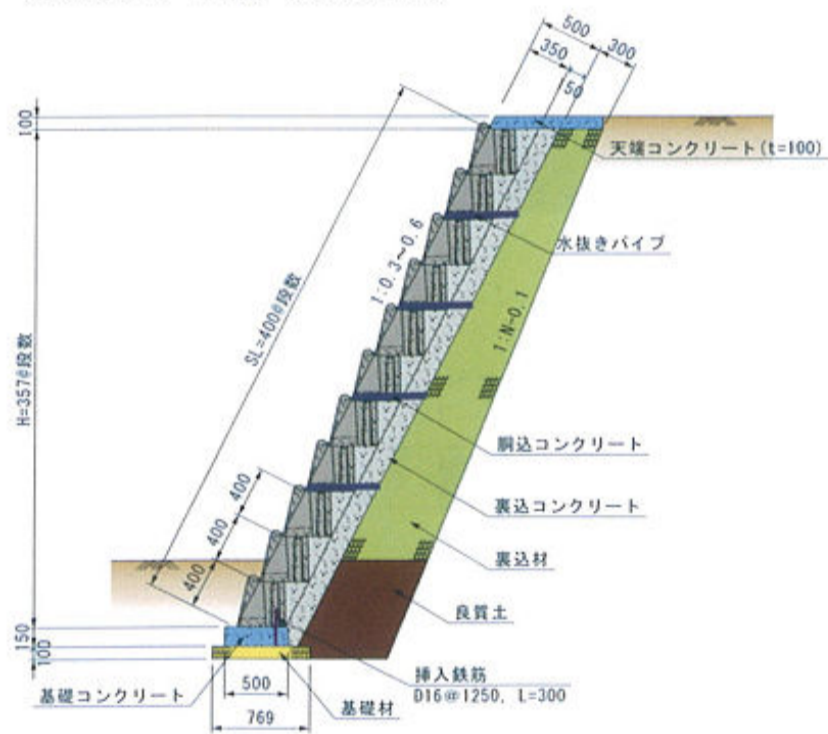 500
350
300
150
100
天端コンクリート(t=100)
水抜きパイプ
1:0.3~0.6
SL=400@段数
1:N-0.1
H=357@段数
胴込コンクリート
400
裏込コンクリート
400
裏込材
400
良質土
150
100
挿入鉄筋
D16@1250, L=300
基礎コンクリート
500
基礎材
769